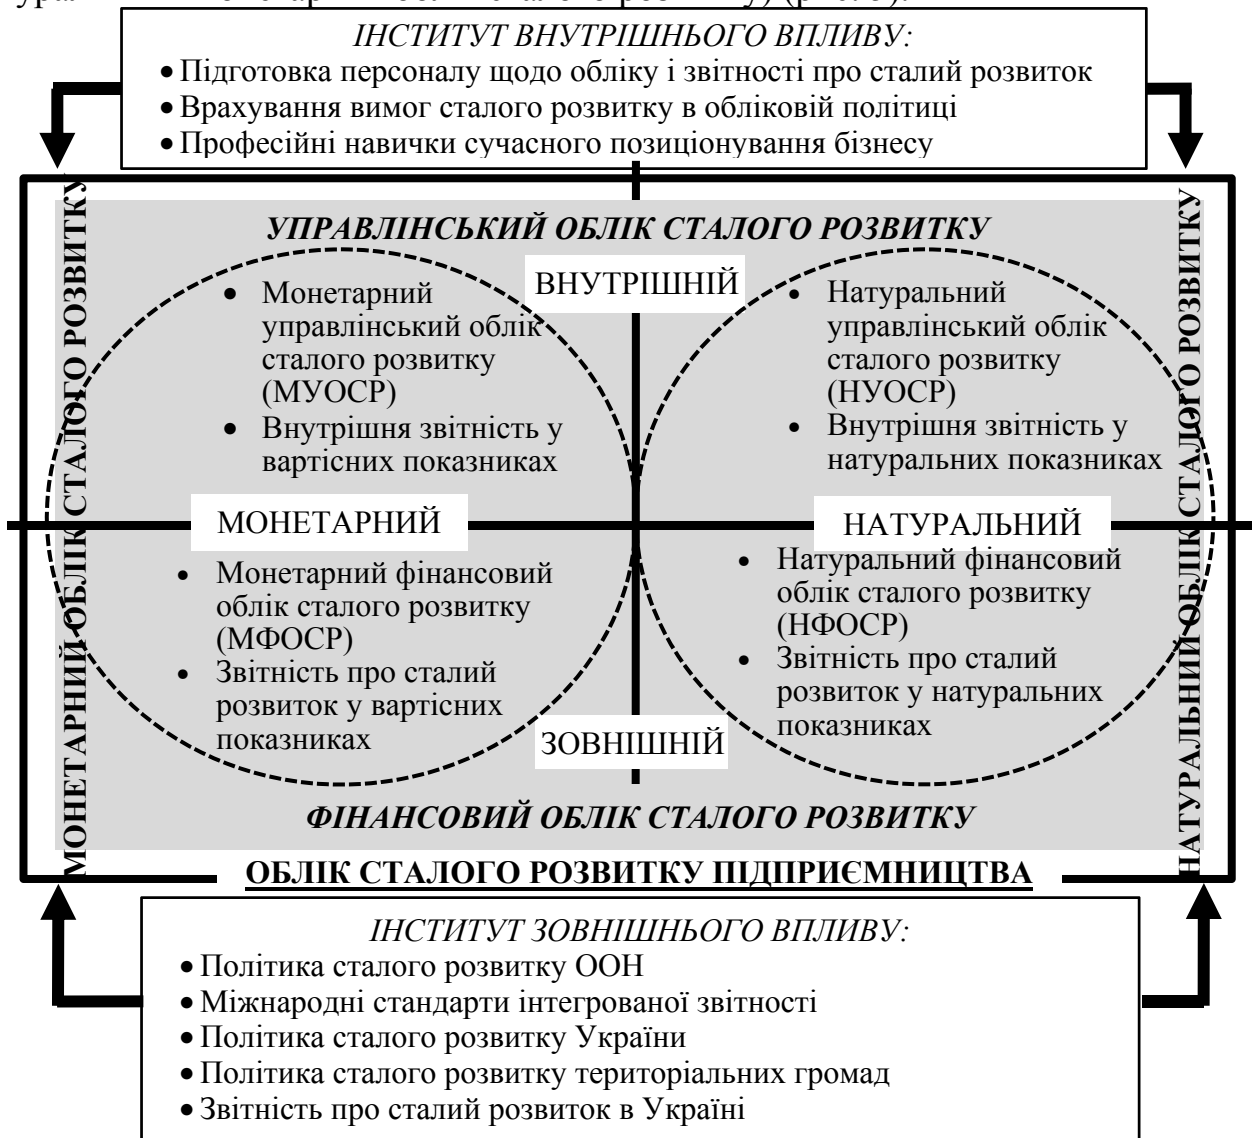 ІНСТИТУТ ВНУТРІШНЬОГО ВПЛИВУ:
• Підготовка персоналу щодо обліку і звітності про сталий розвиток
• Врахування вимог сталого розвитку в обліковій політиці
• Професійні навички сучасного позиціонування бізнесу
МОНЕТАРНИЙ ОБЛІК СТАЛОГО РОЗВИТКУ
УПРАВЛІНСЬКИЙ ОБЛІК СТАЛОГО РОЗВИТКУ
ВНУТРІШНІЙ
• Монетарний
управлінський облік
сталого розвитку
(МУОСР)
• Внутрішня звітність у
вартісних показниках
• Натуральний
управлінський облік
сталого розвитку
(НУОСР)
• Внутрішня звітність у
натуральних показниках
МОНЕТАРНИЙ
НАТУРАЛЬНИЙ
• Монетарний фінансовий
облік сталого розвитку
(МФОСР)
• Звітність про сталий
розвиток у вартісних
показниках
• Натуральний фінансовий
облік сталого розвитку
(НФОСР)
• Звітність про сталий
розвиток у натуральних
показниках
ЗОВНІШНІЙ
ФІНАНСОВИЙ ОБЛІК СТАЛОГО РОЗВИТКУ
НАТУРАЛЬНИЙ ОБЛІК СТАЛОГО РОЗВИТКУ
ОБЛІК СТАЛОГО РОЗВИТКУ ПІДПРИЄМНИЦТВА
ІНСТИТУТ ЗОВНІШНЬОГО ВПЛИВУ:
• Політика сталого розвитку ООН
• Міжнародні стандарти інтегрованої звітності
• Політика сталого розвитку України
• Політика сталого розвитку територіальних громад
• Звітність про сталий розвиток в Україні